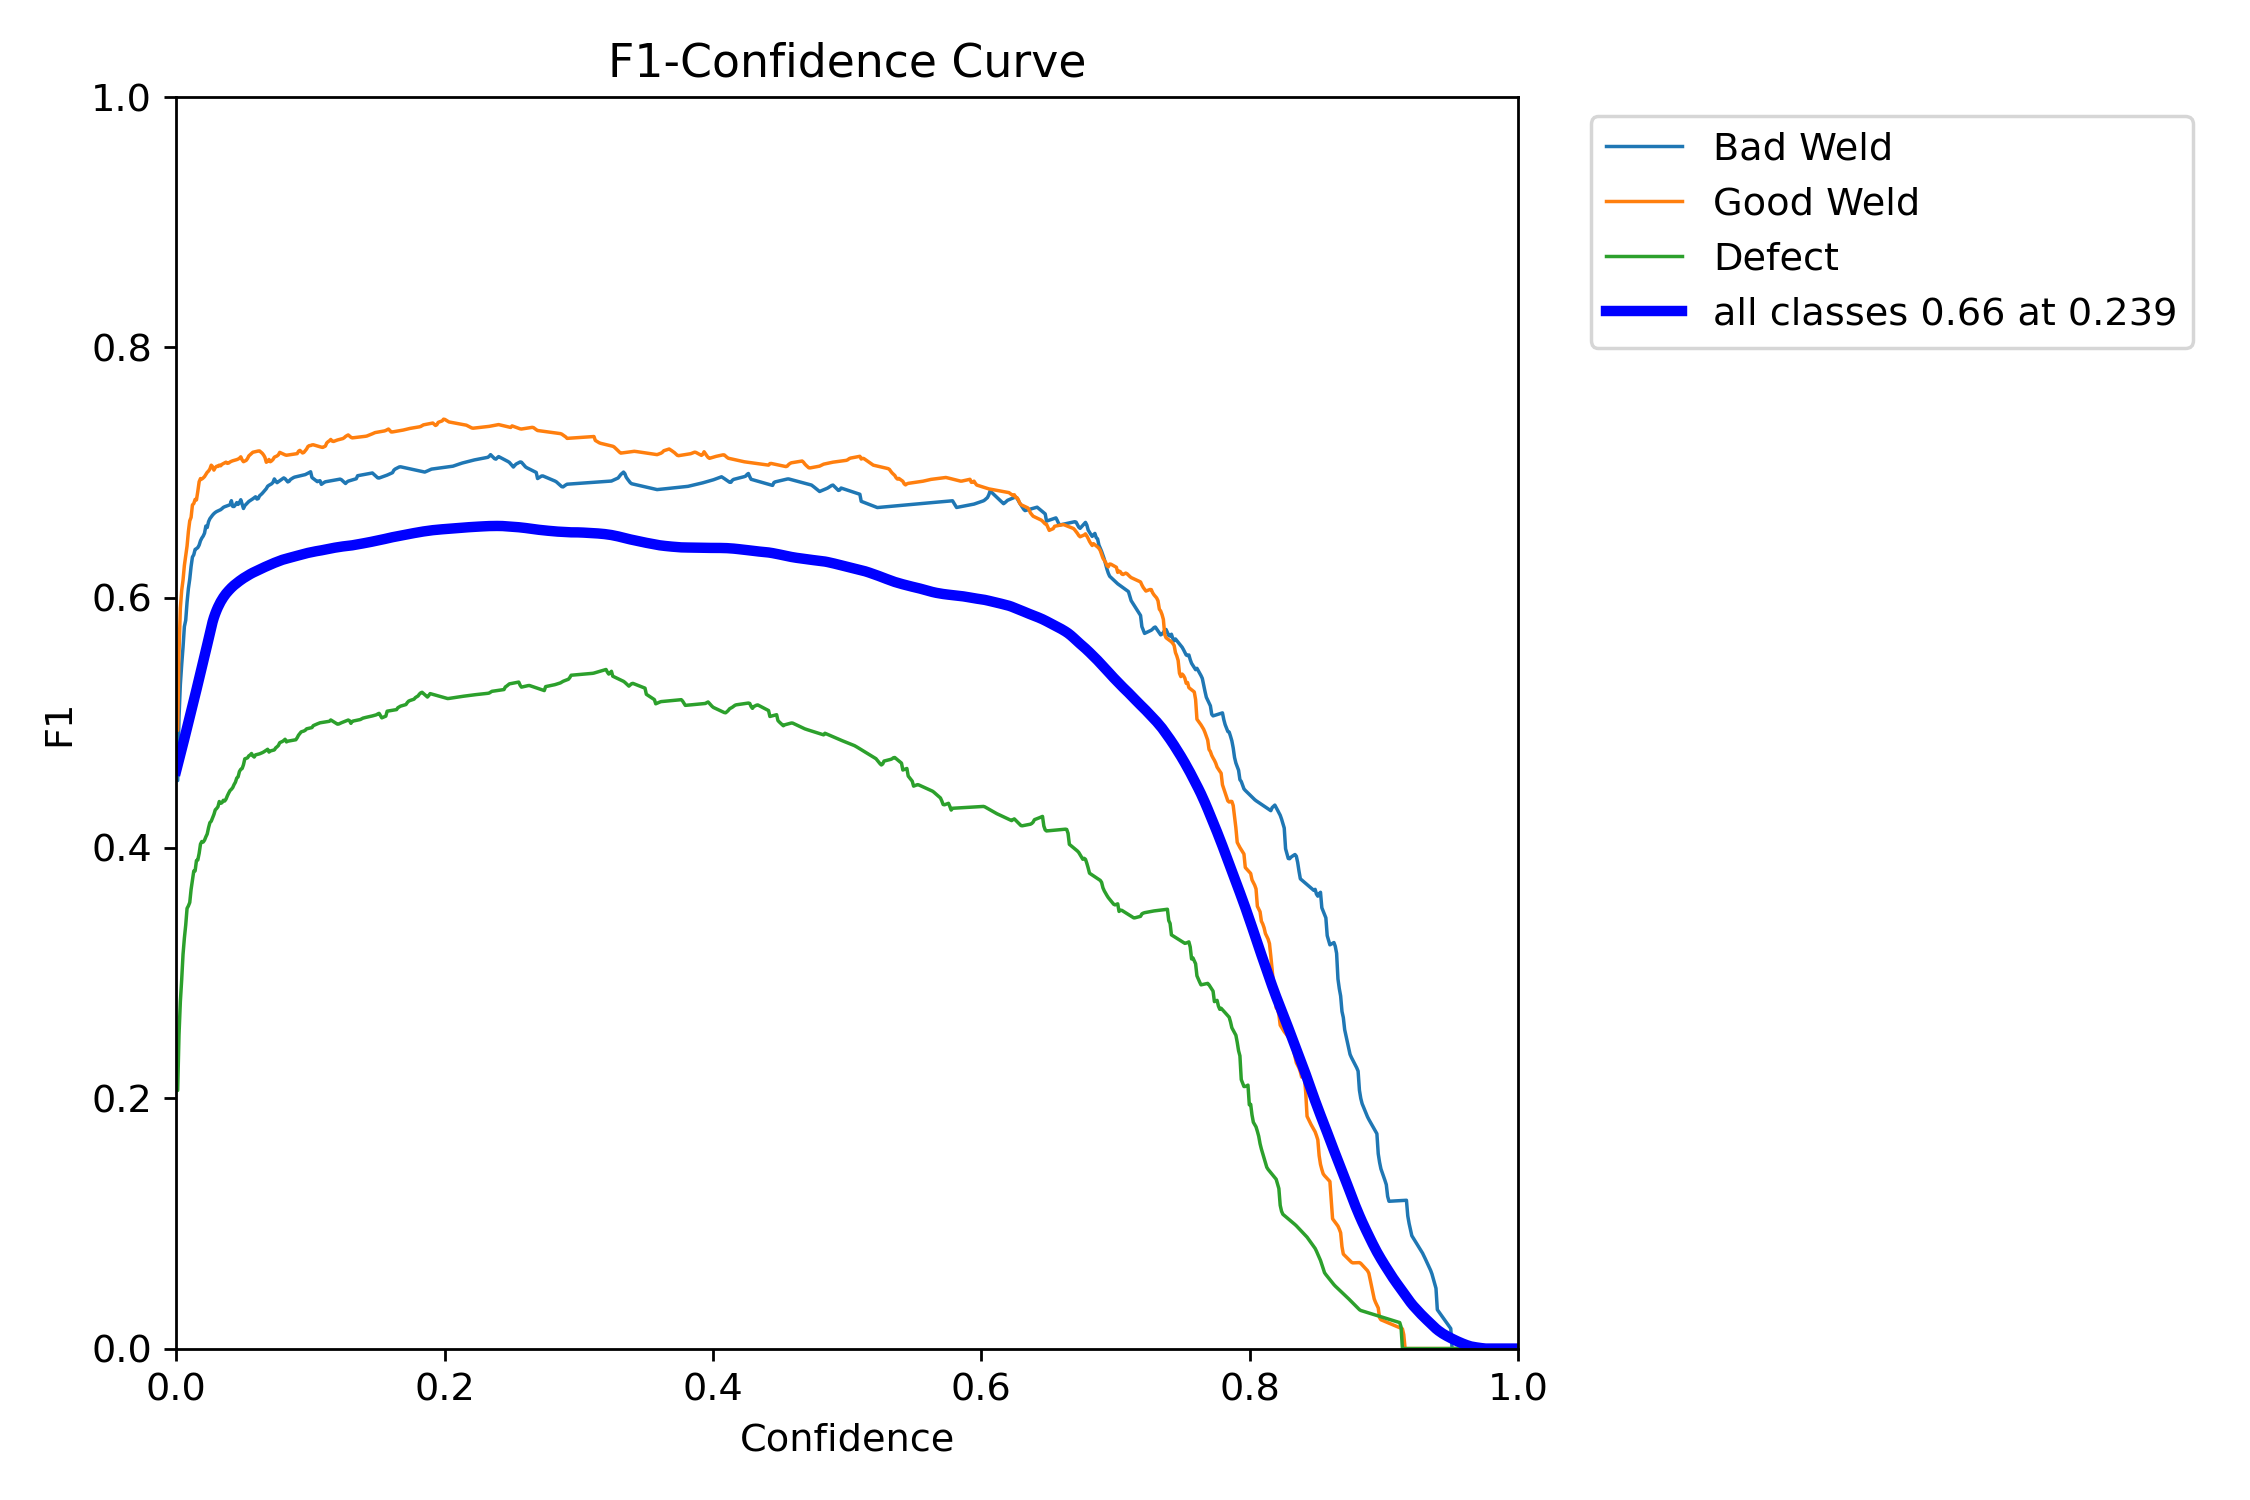 F1-Confidence Curve
1.0
0.8
0.6
0.4
0.2
0.0
F1
0.0 0.2 0.4 0.6 0.8 1.0
Confidence
Bad Weld
Good Weld
Defect
all classes 0.66 at 0.239